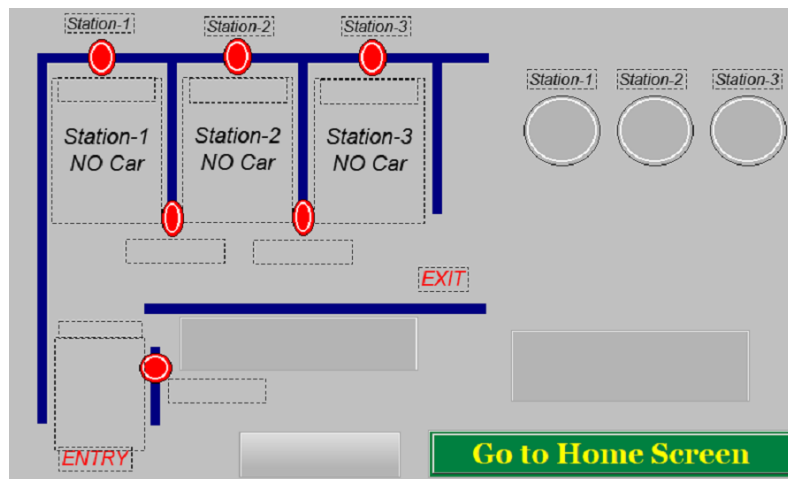 Station-1
Station-2
Station-3
Station-1
Station-2
Station-3
Station-1
NO Car
Station-2
NO Car
Station-3
NO Car
EXIT
ENTRY
Go to Home Screen